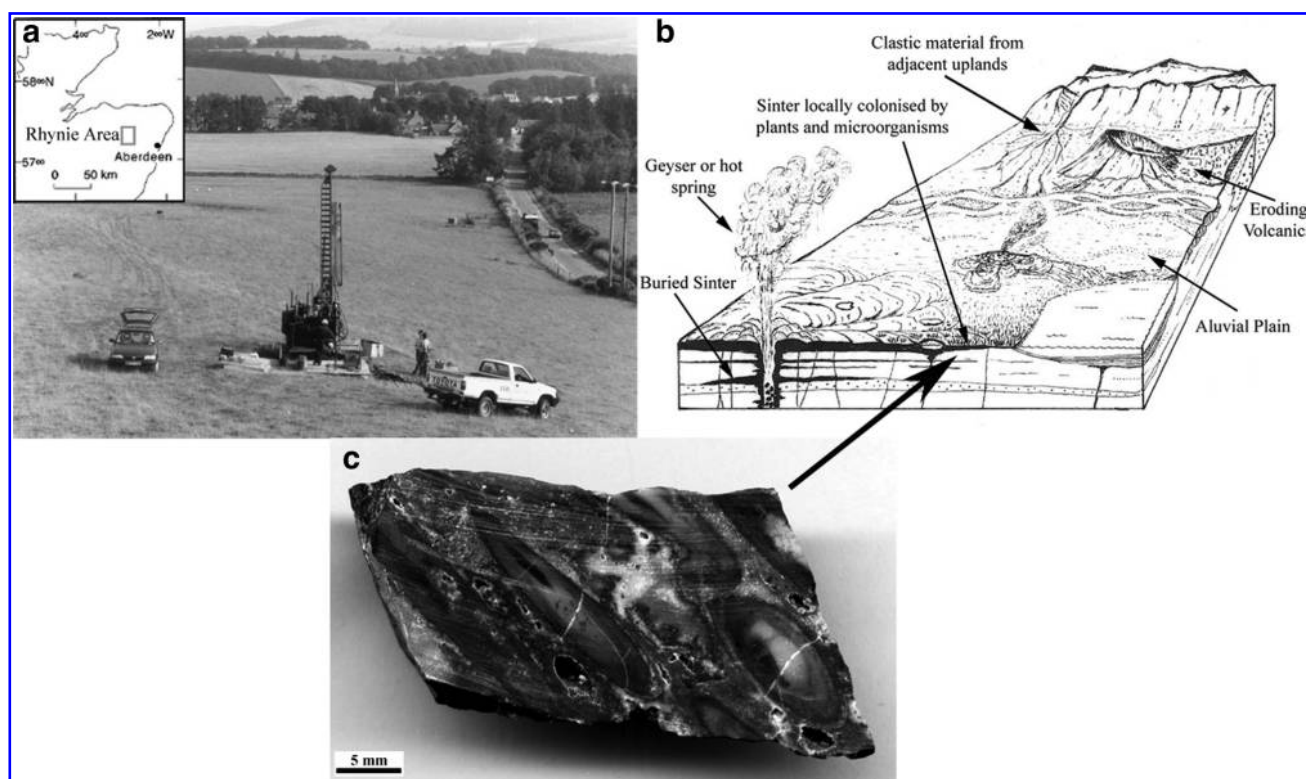 a
4∞
2∞W
58∞N
Rhynie Area
57∞
Aberdeen
0 50 km
b
Clastic material from
adjacent uplands
Sinter locally colonised by
plants and microorganisms
Geyser or hot
spring
Buried Sinter
Eroding
Volcanic
Aluvial Plain
c
5 mm